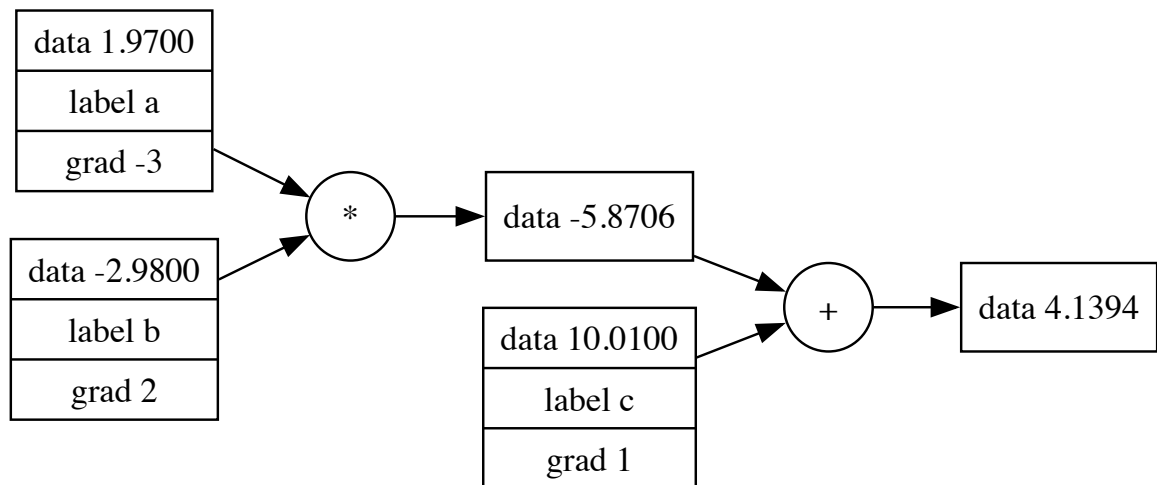 data 1.9700
label a
grad -3
*
data -2.9800
label b
grad 2
data -5.8706
data 10.0100
label c
grad 1
+
data 4.1394